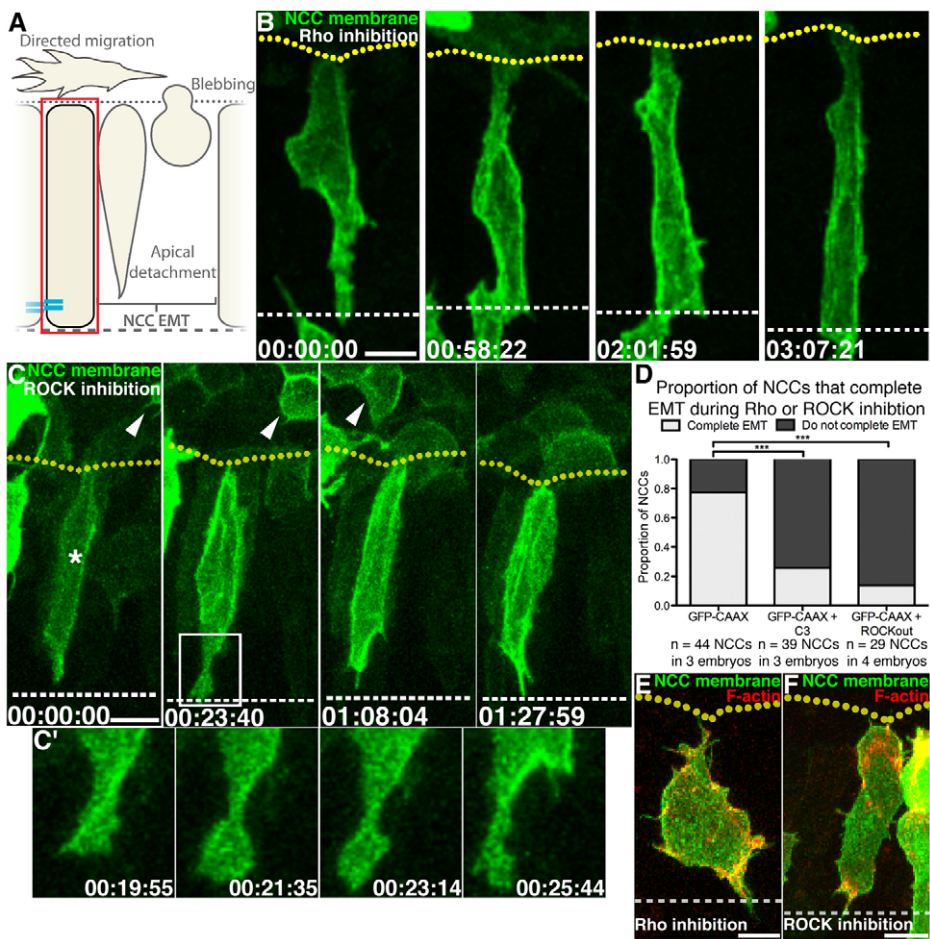 A
Directed migration
Blebbing
Apical
detachment
NCC EMT
B
NCC membrane
Rho inhibition
00:00:00
00:58:22
02:01:59
03:07:21
C
NCC membrane
ROCK inhibition
*
00:00:00
00:23:40
01:08:04
01:27:59
C'
00:19:55
00:21:35
00:23:14
00:25:44
D
Proportion of NCCs that complete
EMT during Rho or ROCK inhibtion
Complete EMT Do not complete EMT
***
***
Proportion of NCCs
1.0
0.8
0.6
0.4
0.2
0.0
GFP-CAAX GFP-CAAX + GFP-CAAX +
C3 ROCKout
n = 44 NCCs n = 39 NCCs n = 29 NCCs
in 3 embryos in 3 embryos in 4 embryos
E
NCC membrane
F-actin
Rho inhibition
F
NCC membrane
F-actin
ROCK inhibition